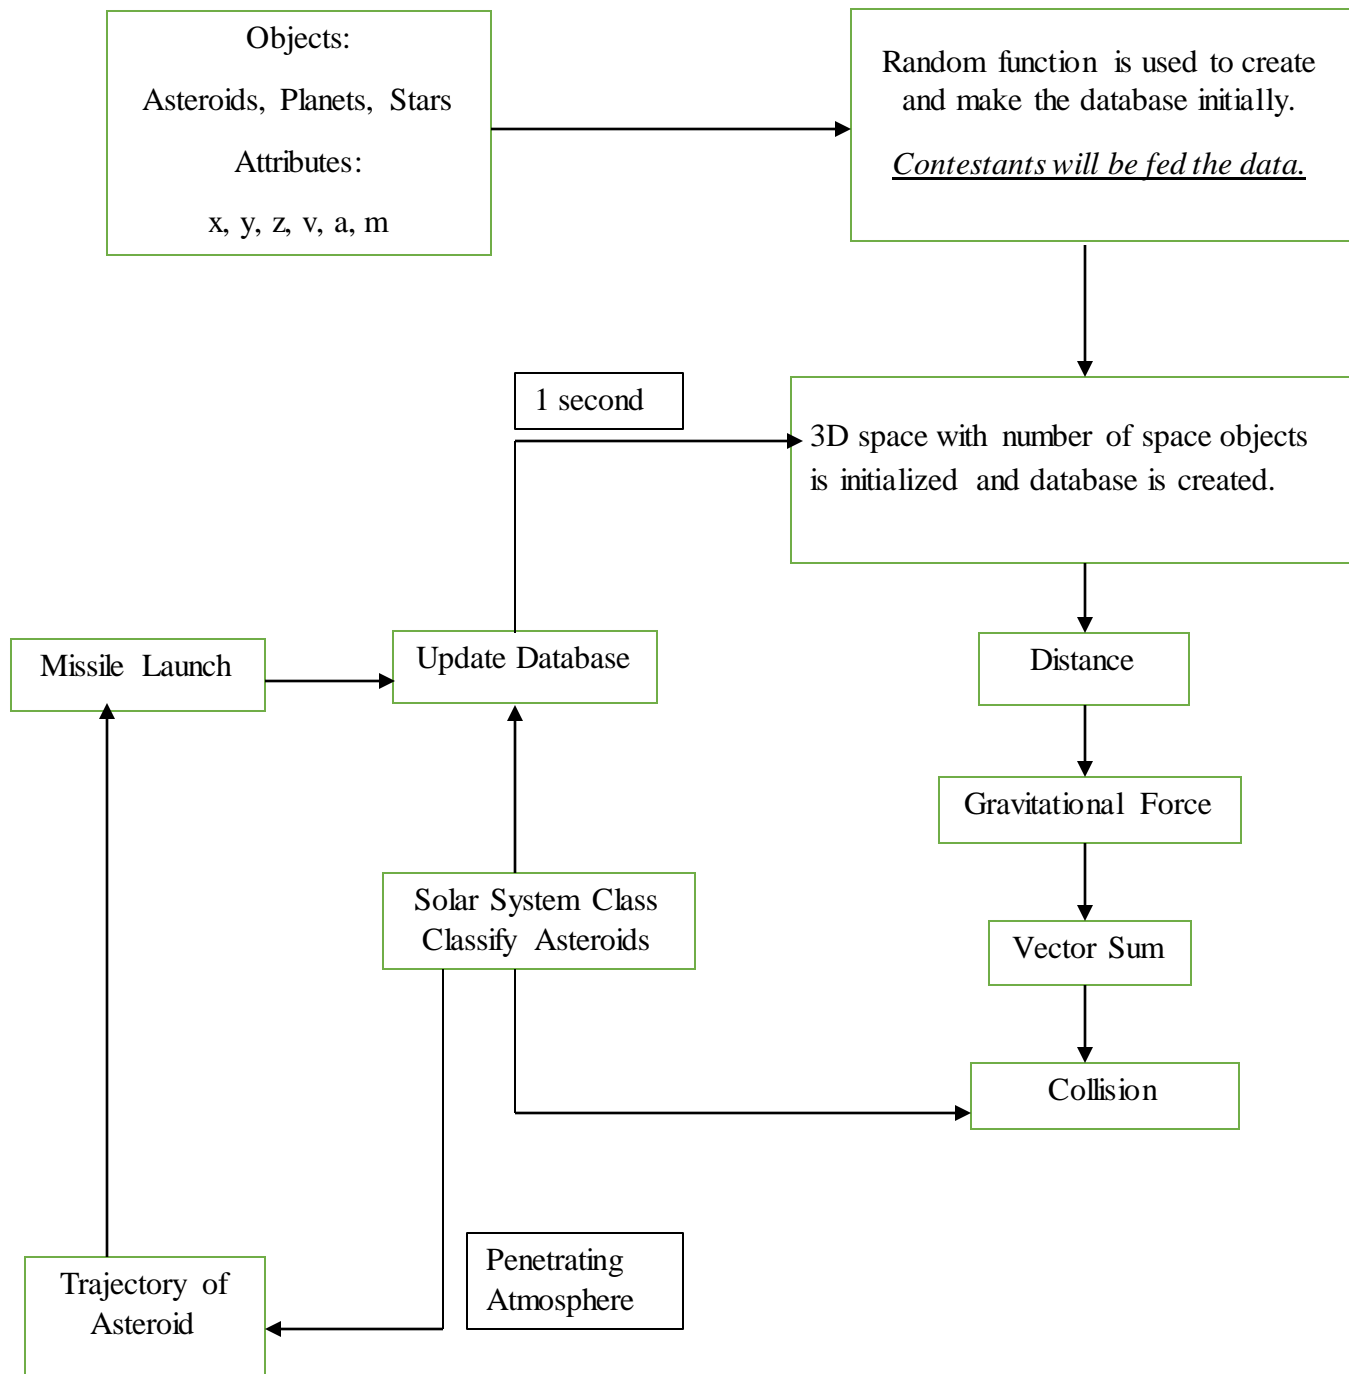 Objects:
Asteroids, Planets, Stars
Attributes:
x, y, z, v, a, m
Random function is used to create
and make the database initially.
Contestants will be fed the data.
1 second
3D space with number of space objects
is initialized and database is created.
Missile Launch
Update Database
Distance
Gravitational Force
Solar System Class
Classify Asteroids
Vector Sum
Collision
Penetrating
Atmosphere
Trajectory of
Asteroid